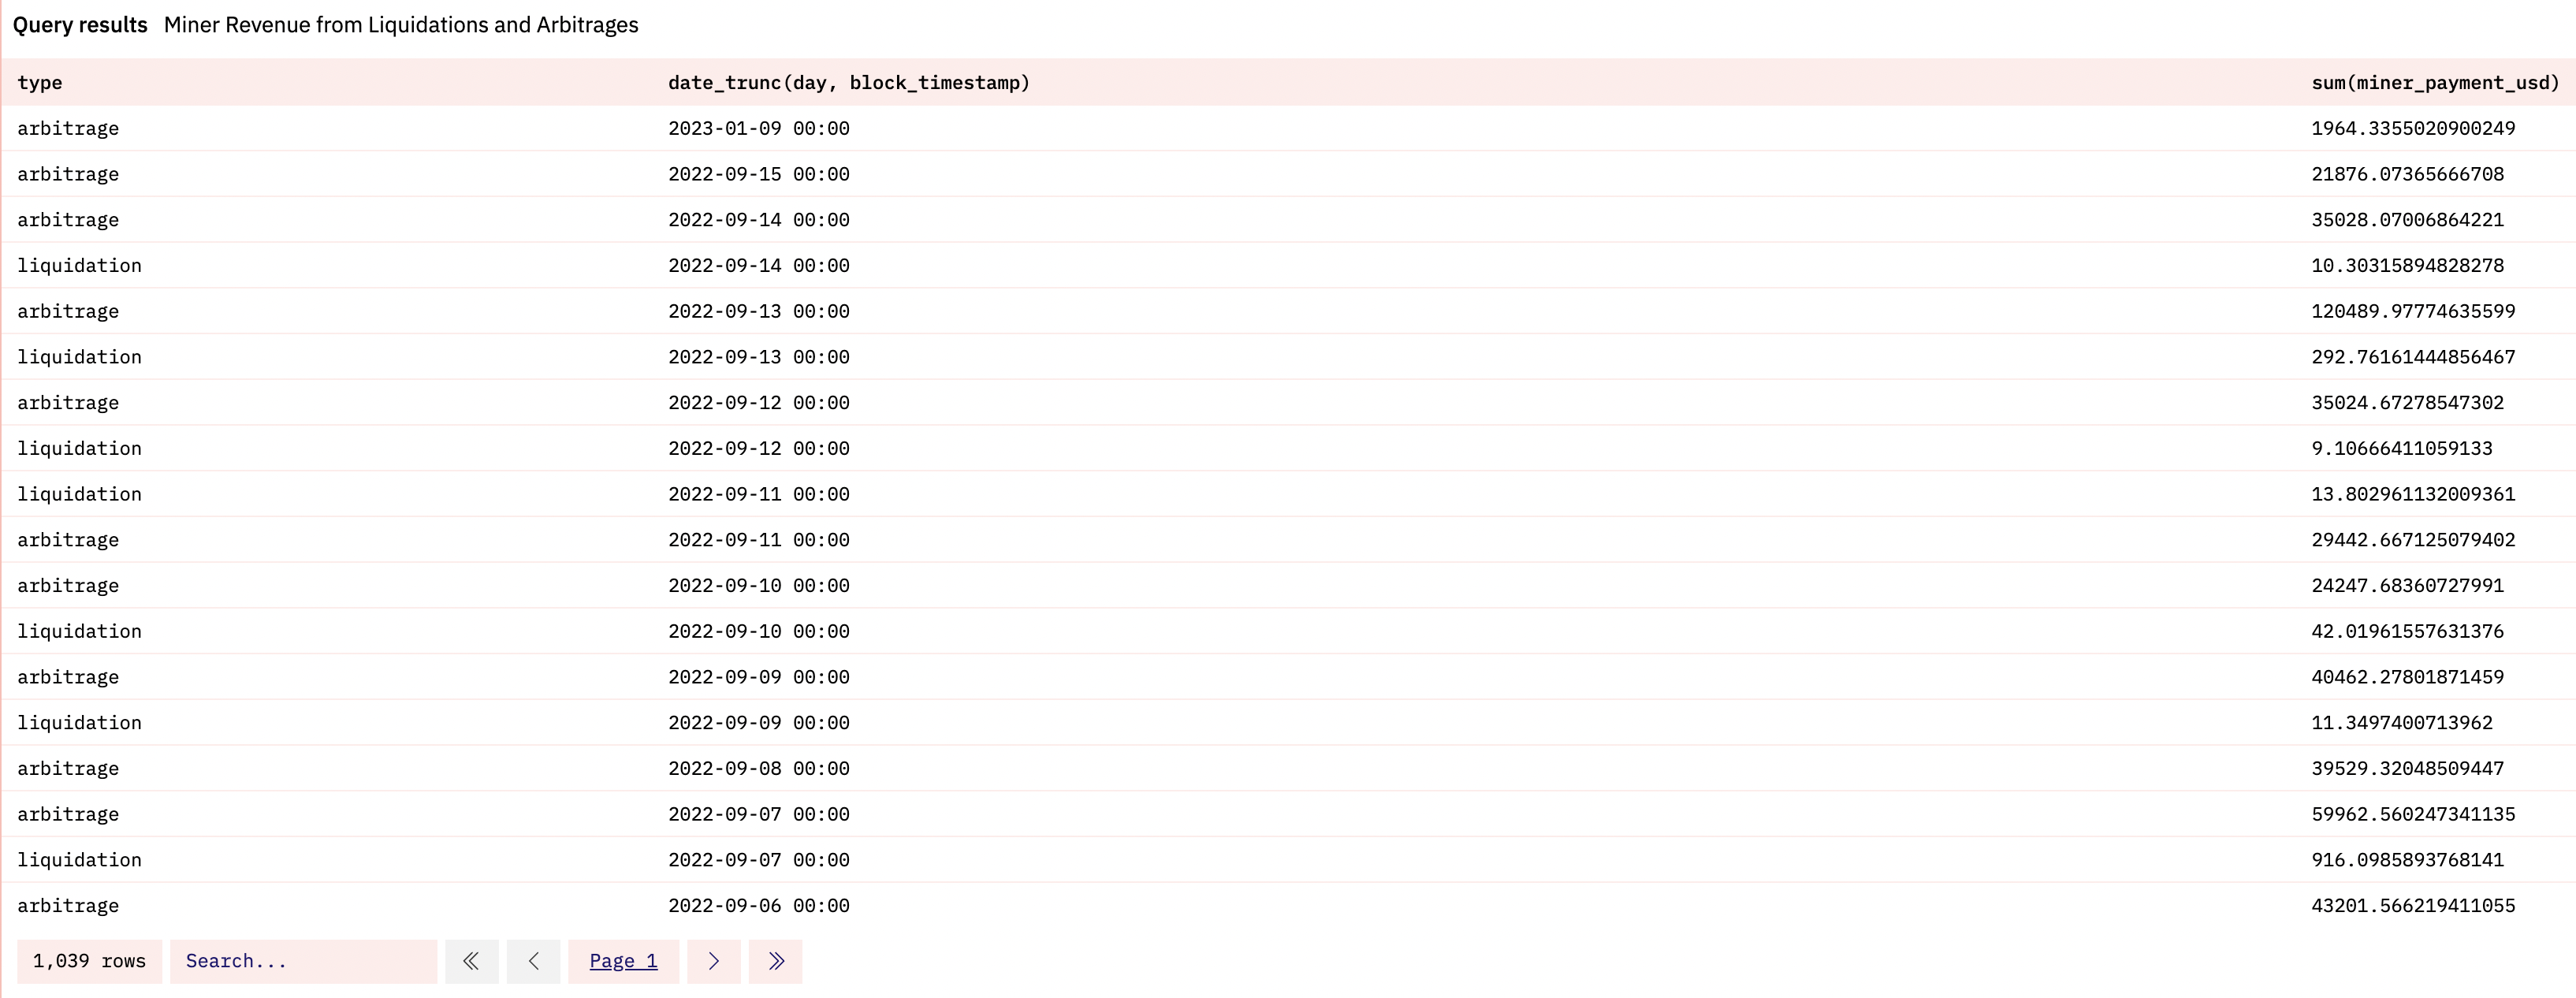 Query results Miner Revenue from Liquidations and Arbitrages
type date_trunc(day, block_timestamp) sum(miner_payment_usd)
arbitrage 2023-01-09 00:00 1964.3355020900249
arbitrage 2022-09-15 00:00 21876.07365666708
arbitrage 2022-09-14 00:00 35028.07006864221
liquidation 2022-09-14 00:00 10.30315894828278
arbitrage 2022-09-13 00:00 120489.97774635599
liquidation 2022-09-13 00:00 292.76161444856467
arbitrage 2022-09-12 00:00 35024.67278547302
liquidation 2022-09-12 00:00 9.10666411059133
liquidation 2022-09-11 00:00 13.802961132009361
arbitrage 2022-09-11 00:00 29442.667125079402
arbitrage 2022-09-10 00:00 24247.68360727991
liquidation 2022-09-10 00:00 42.01961557631376
arbitrage 2022-09-09 00:00 40462.27801871459
liquidation 2022-09-09 00:00 11.3497400713962
arbitrage 2022-09-08 00:00 39529.32048509447
arbitrage 2022-09-07 00:00 59962.560247341135
liquidation 2022-09-07 00:00 916.0985893768141
arbitrage 2022-09-06 00:00 43201.566219411055
1,039 rows Search... Page 1